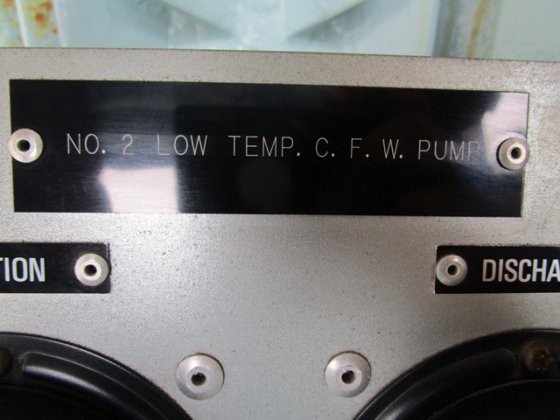 NO. 2 LOW TEMP. C. F. W. PUMP
TION DISCHA